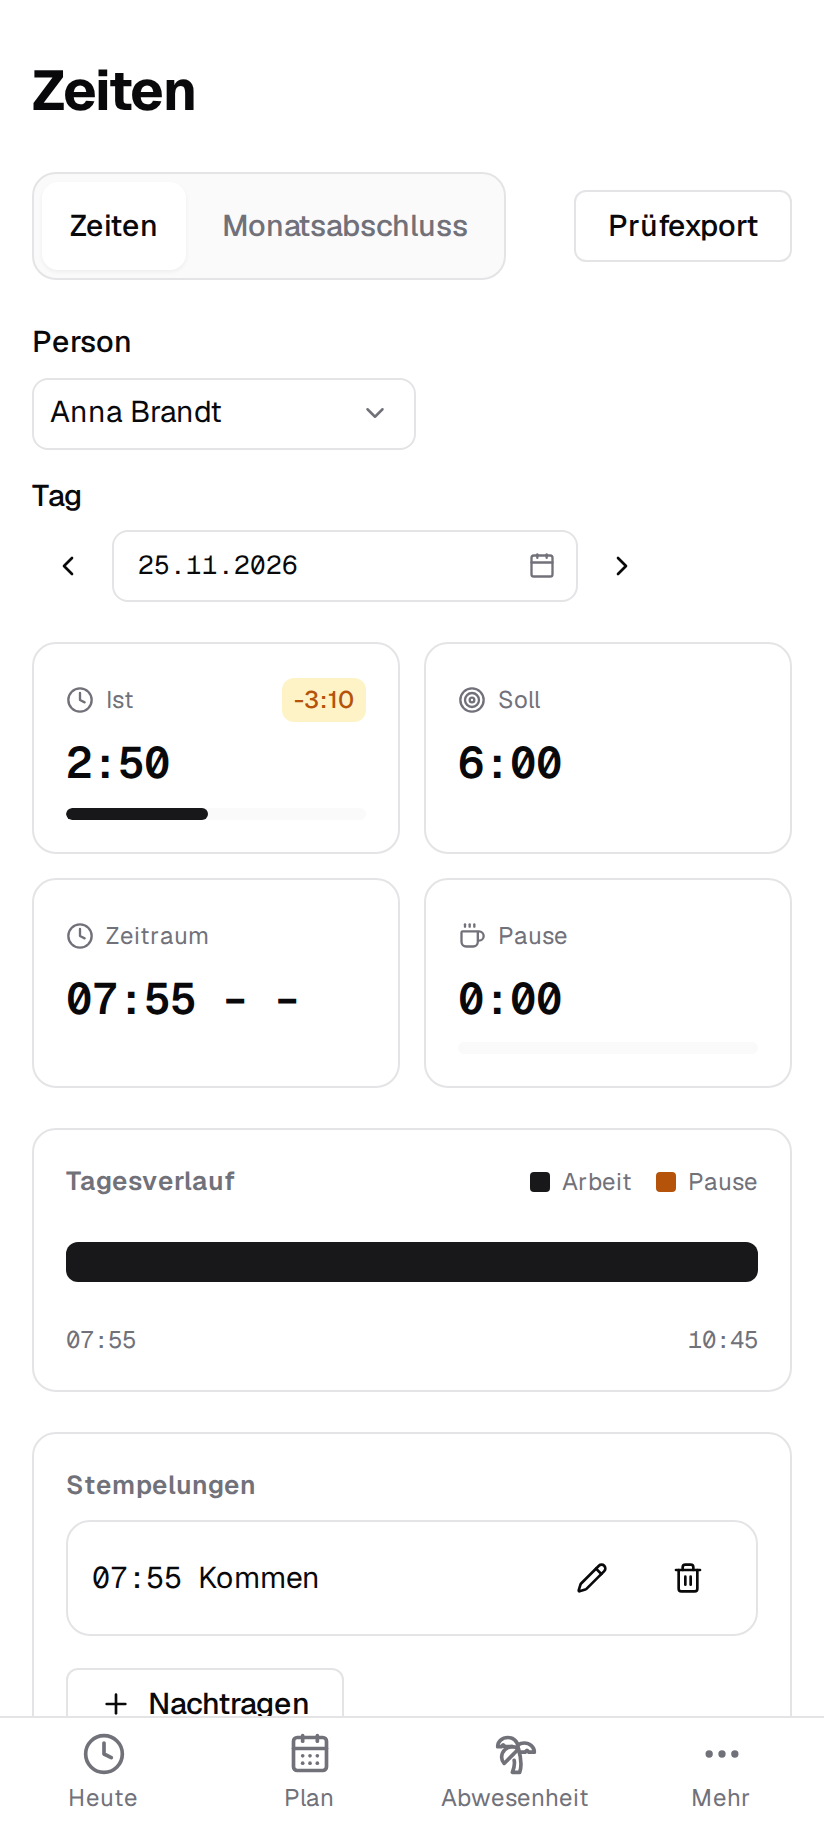 Zeiten
Zeiten Monatsabschluss Prüfexport
Person
Anna Brandt
Tag
25.11.2026
Ist -3:10
2:50
Soll
6:00
Zeitraum
07:55 – –
Pause
0:00
Tagesverlauf Arbeit Pause
07:55 10:45
Stempelungen
07:55 Kommen
Nachtragen
Heute Plan Abwesenheit Mehr